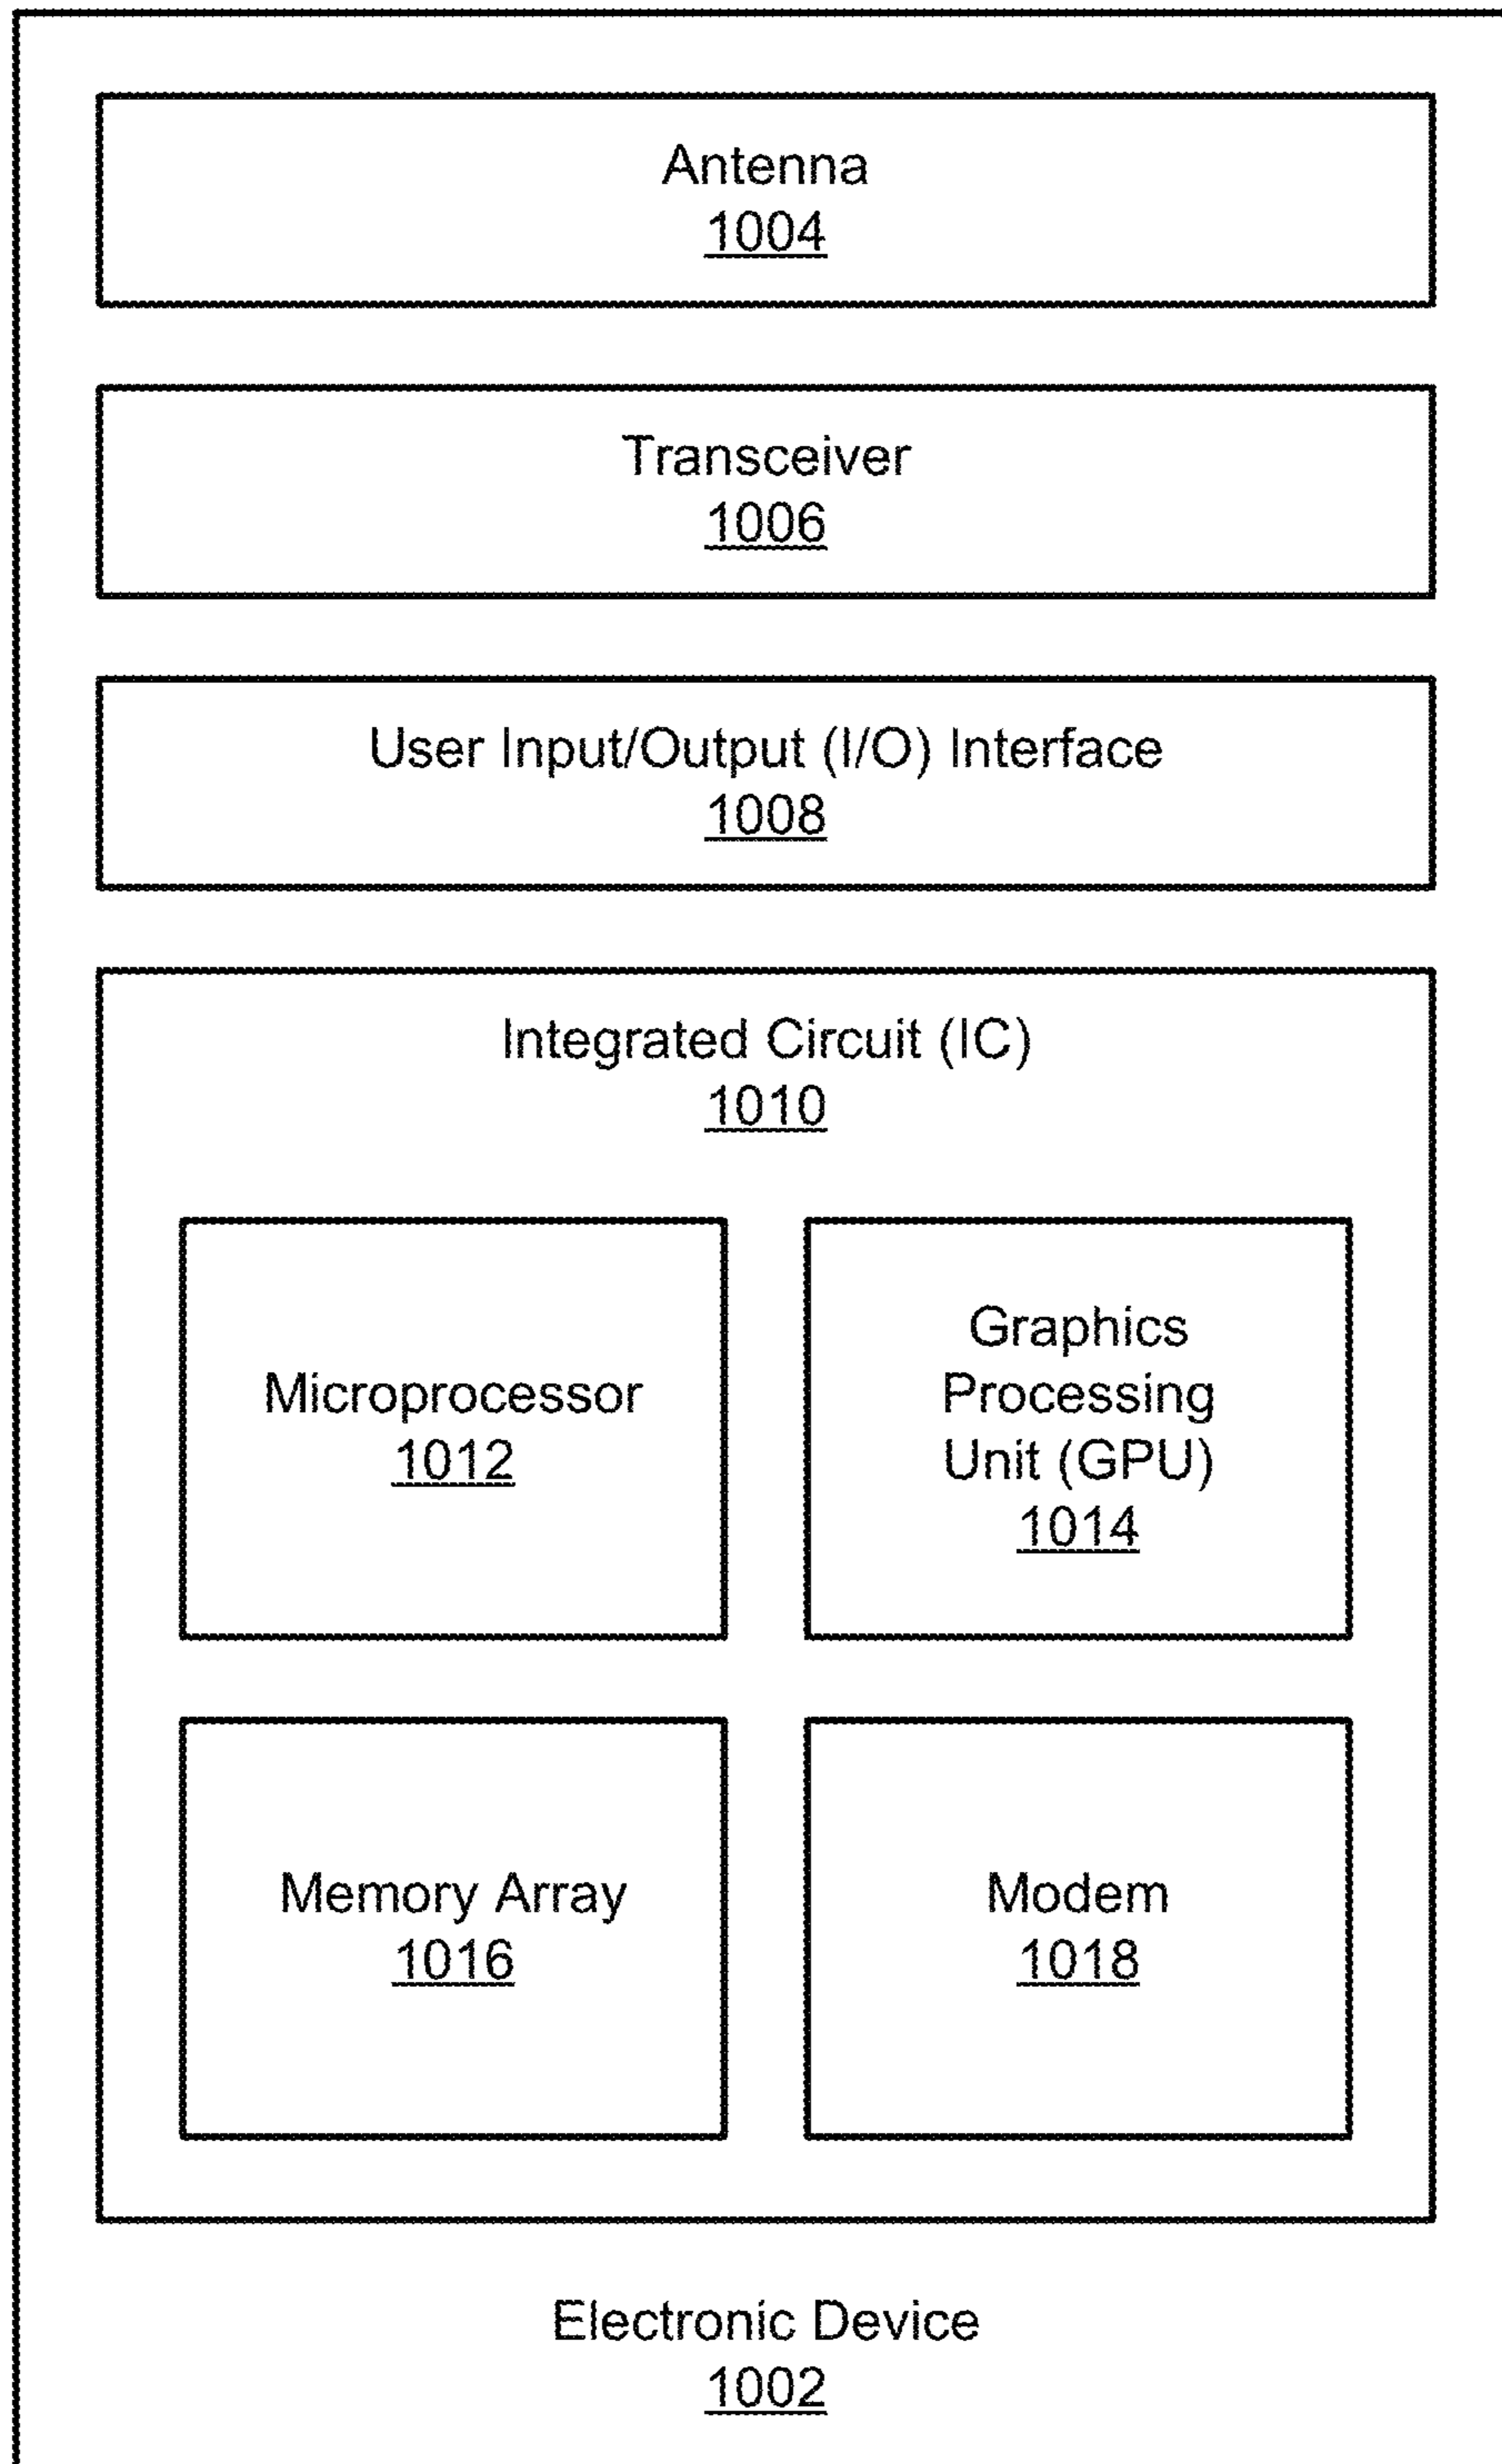 Antenna
1004
Transceiver
1006
User Input/Output (I/O) Interface
1008
Integrated Circuit (IC)
1010
Microprocessor
1012
Graphics
Processing
Unit (GPU)
1014
Memory Array
1016
Modem
1018
Electronic Device
1002